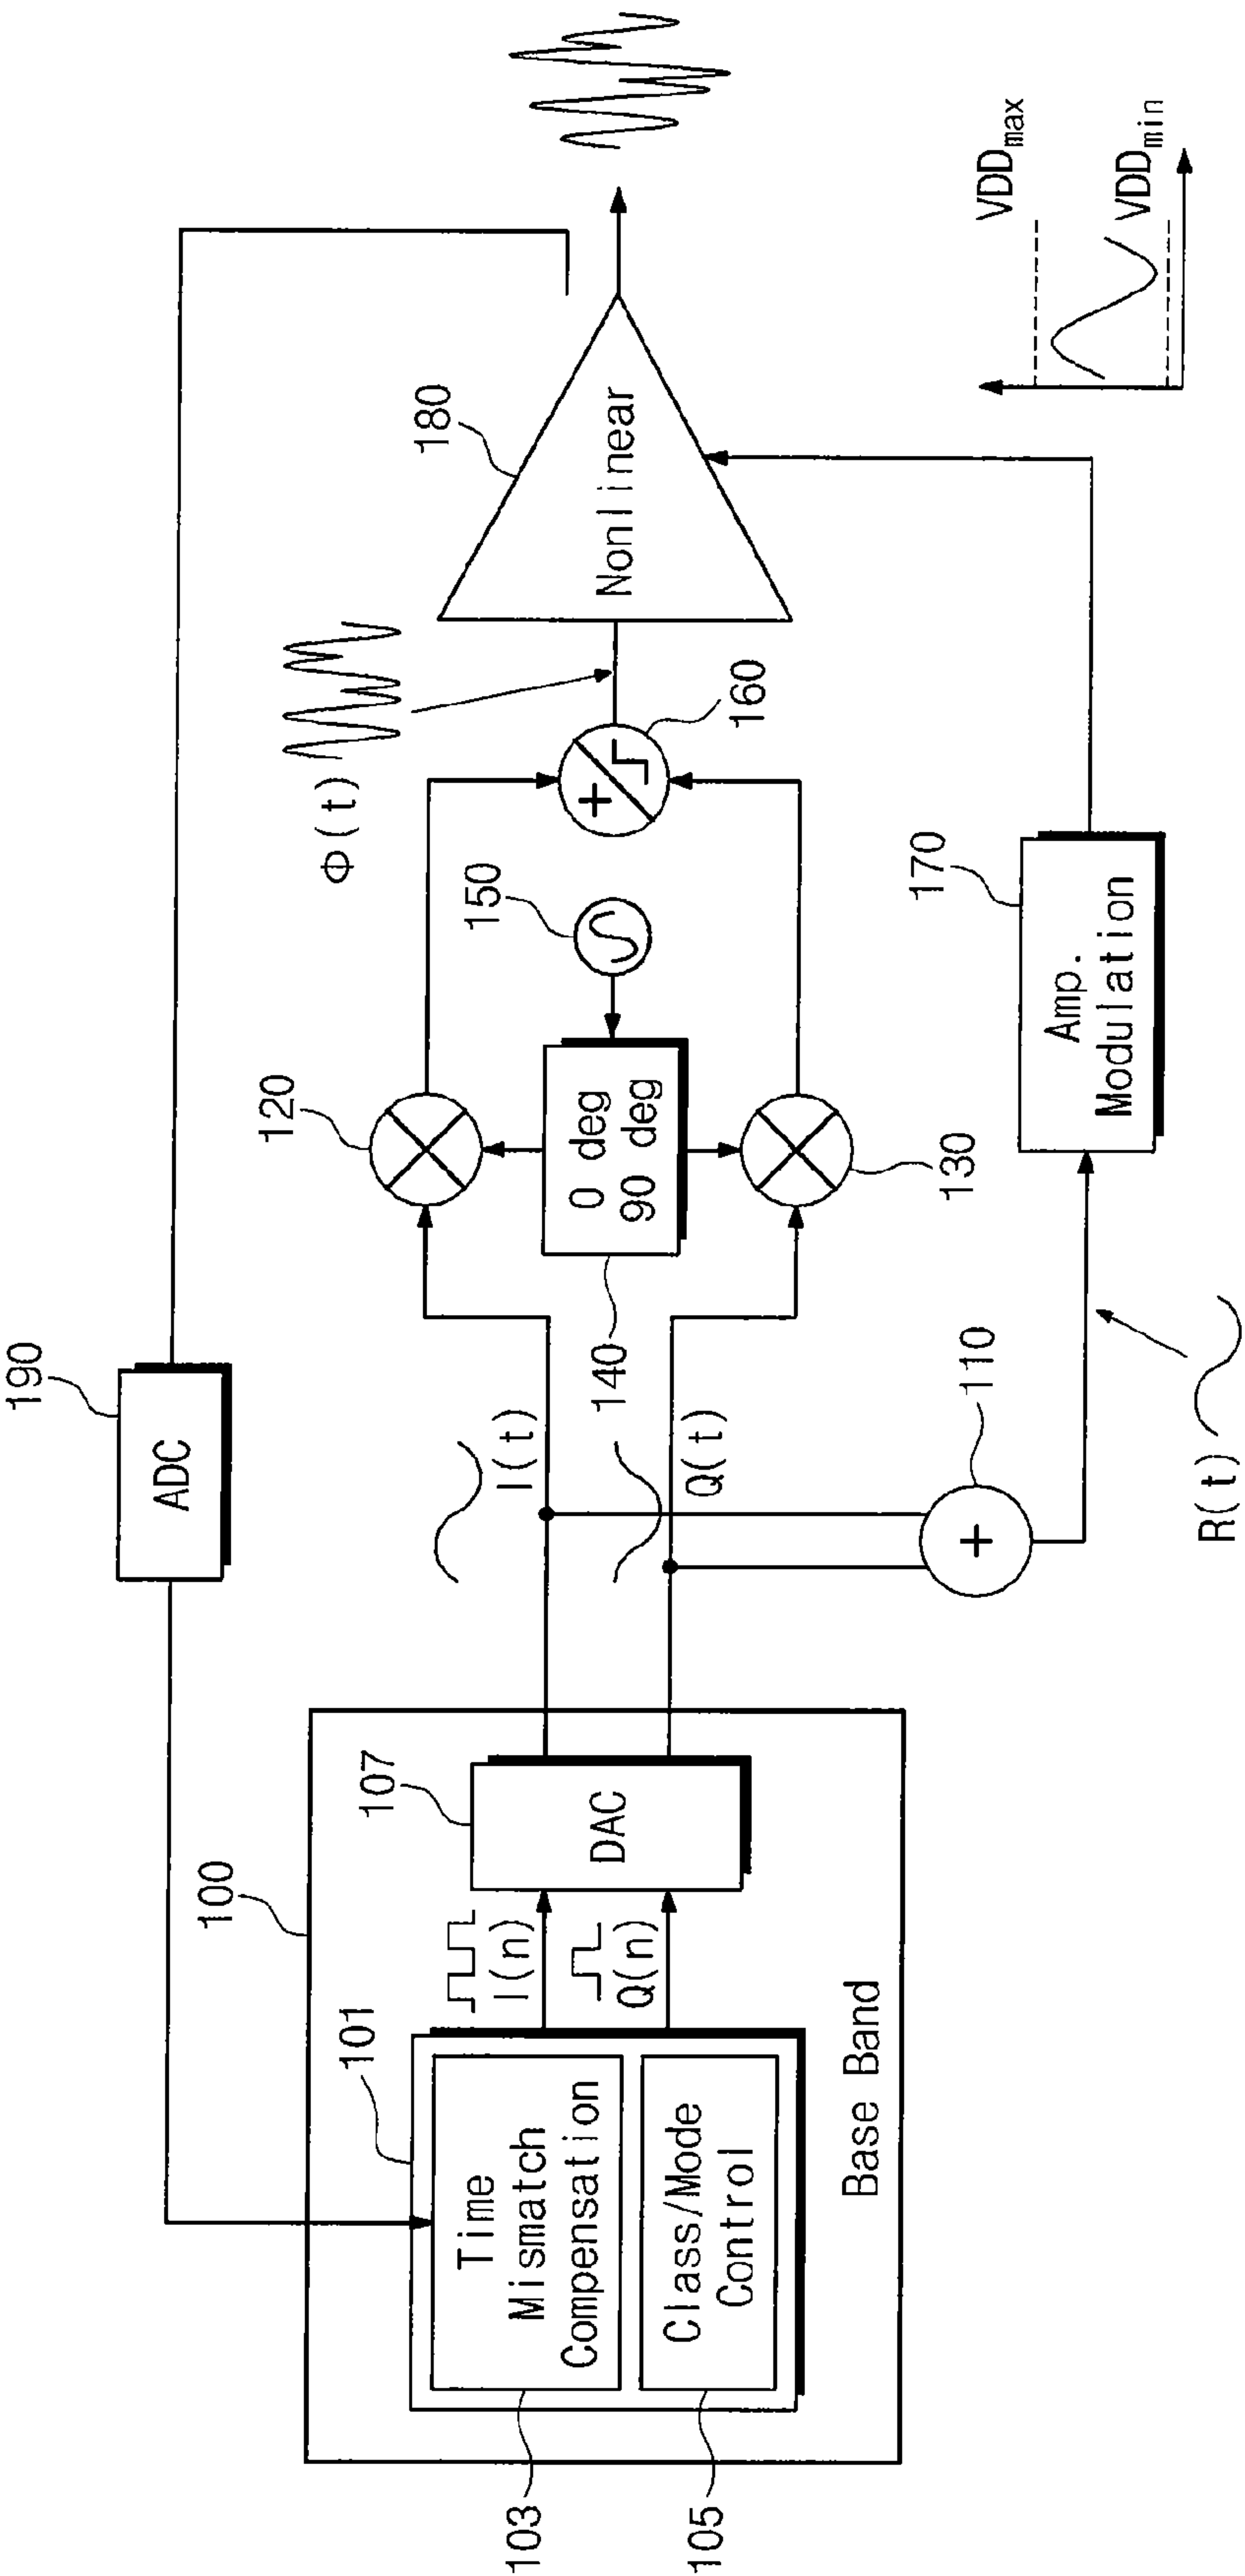 100
101
Time
Mismatch
Compensation
103
Class/Mode
Control
105
Base Band
I(n)
Q(n)
107
DAC
I(t)
Q(t)
190
ADC
110
+
R(t)
120
130
0 deg
90 deg
140
150
Φ(t)
+
160
170
Amp.
Modulation
180
Nonlinear
VDDmax
VDDmin